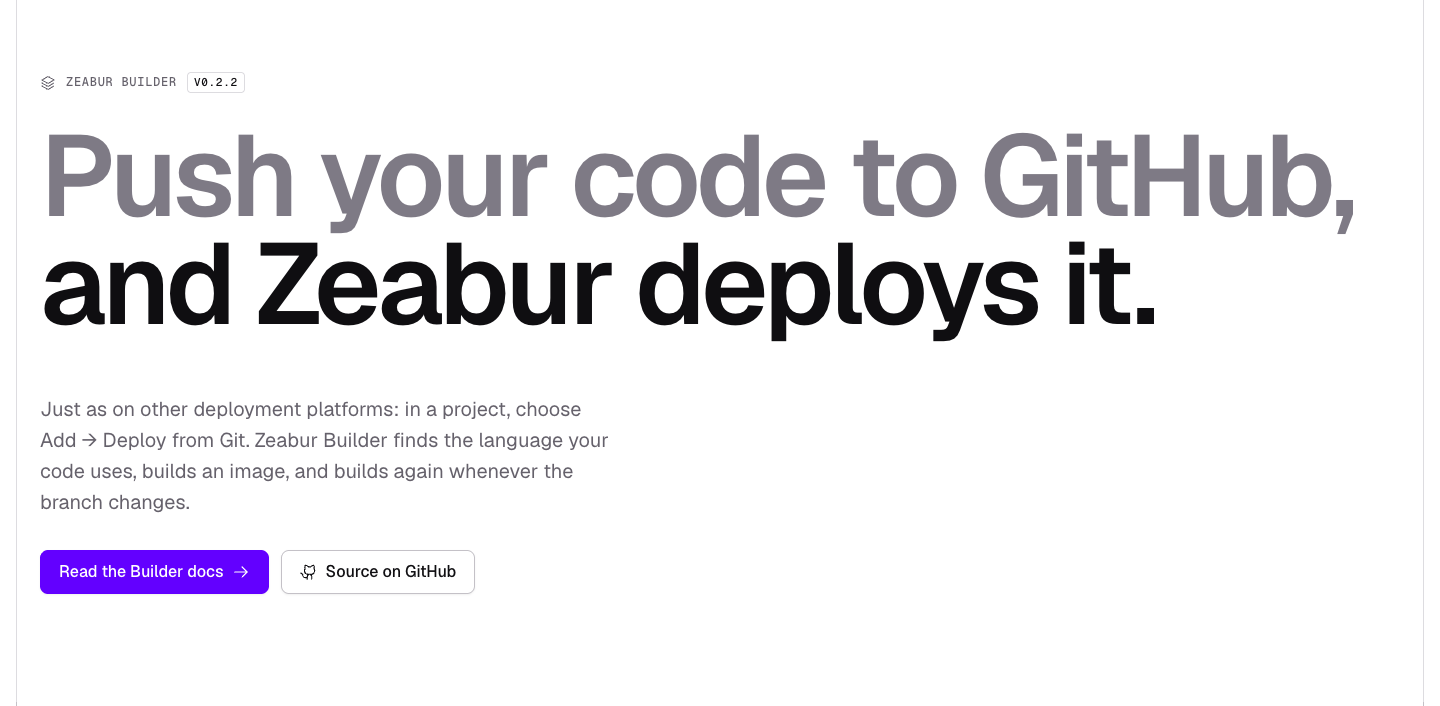 ZEABUR BUILDER V0.2.2
Push your code to GitHub,
and Zeabur deploys it.
Just as on other deployment platforms: in a project, choose
Add → Deploy from Git. Zeabur Builder finds the language your
code uses, builds an image, and builds again whenever the
branch changes.
Read the Builder docs →
Source on GitHub